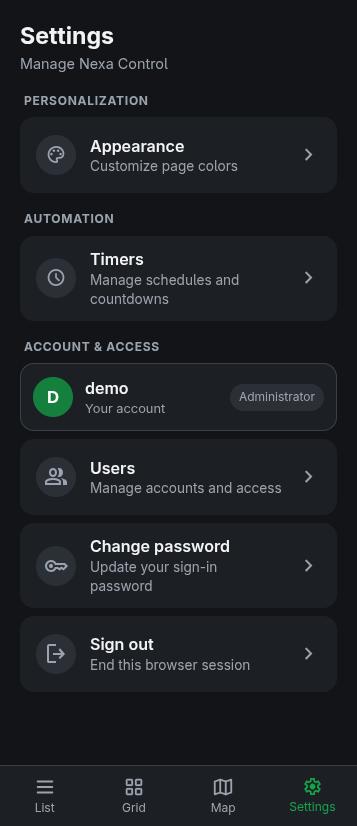 Settings
Manage Nexa Control
PERSONALIZATION
Appearance
Customize page colors
AUTOMATION
Timers
Manage schedules and
countdowns
ACCOUNT & ACCESS
D
demo
Your account
Administrator
Users
Manage accounts and access
Change password
Update your sign-in
password
Sign out
End this browser session
List
Grid
Map
Settings